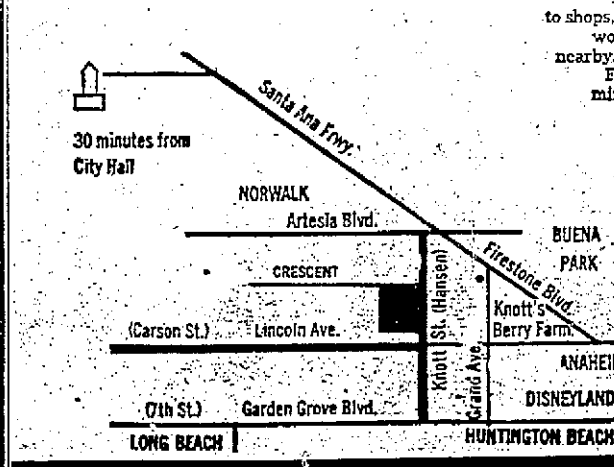 to shops,
wo
nearby.
E
mi
Santa Ana Frwy.
30 minutes from
City Hall
NORWALK
Artesia Blvd.
BUENA
PARK
Firestone Blvd.
CRESCENT
Knott St. (Hansen)
Grand Ave.
Knott's
Berry Farm.
(Carson St.) Lincoln Ave.
ANAHEI
DISNEYLAND
(7th St.) Garden Grove Blvd.
LONG BEACH
HUNTINGTON BEACH